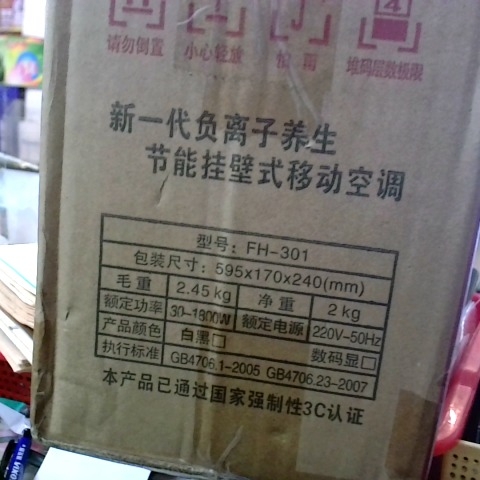 4
请勿倒置 小心轻放 怕雨 堆码层数极限
新一代负离子养生
节能挂壁式移动空调
型号：FH-301
包装尺寸：595x170x240(mm)
毛重 2.45 kg 净重 2 kg
额定功率 30-1800W 额定电源 220V-50Hz
产品颜色 白黑□ 数码显□
执行标准 GB4706.1-2005 GB4706.23-2007
本产品已通过国家强制性3C认证